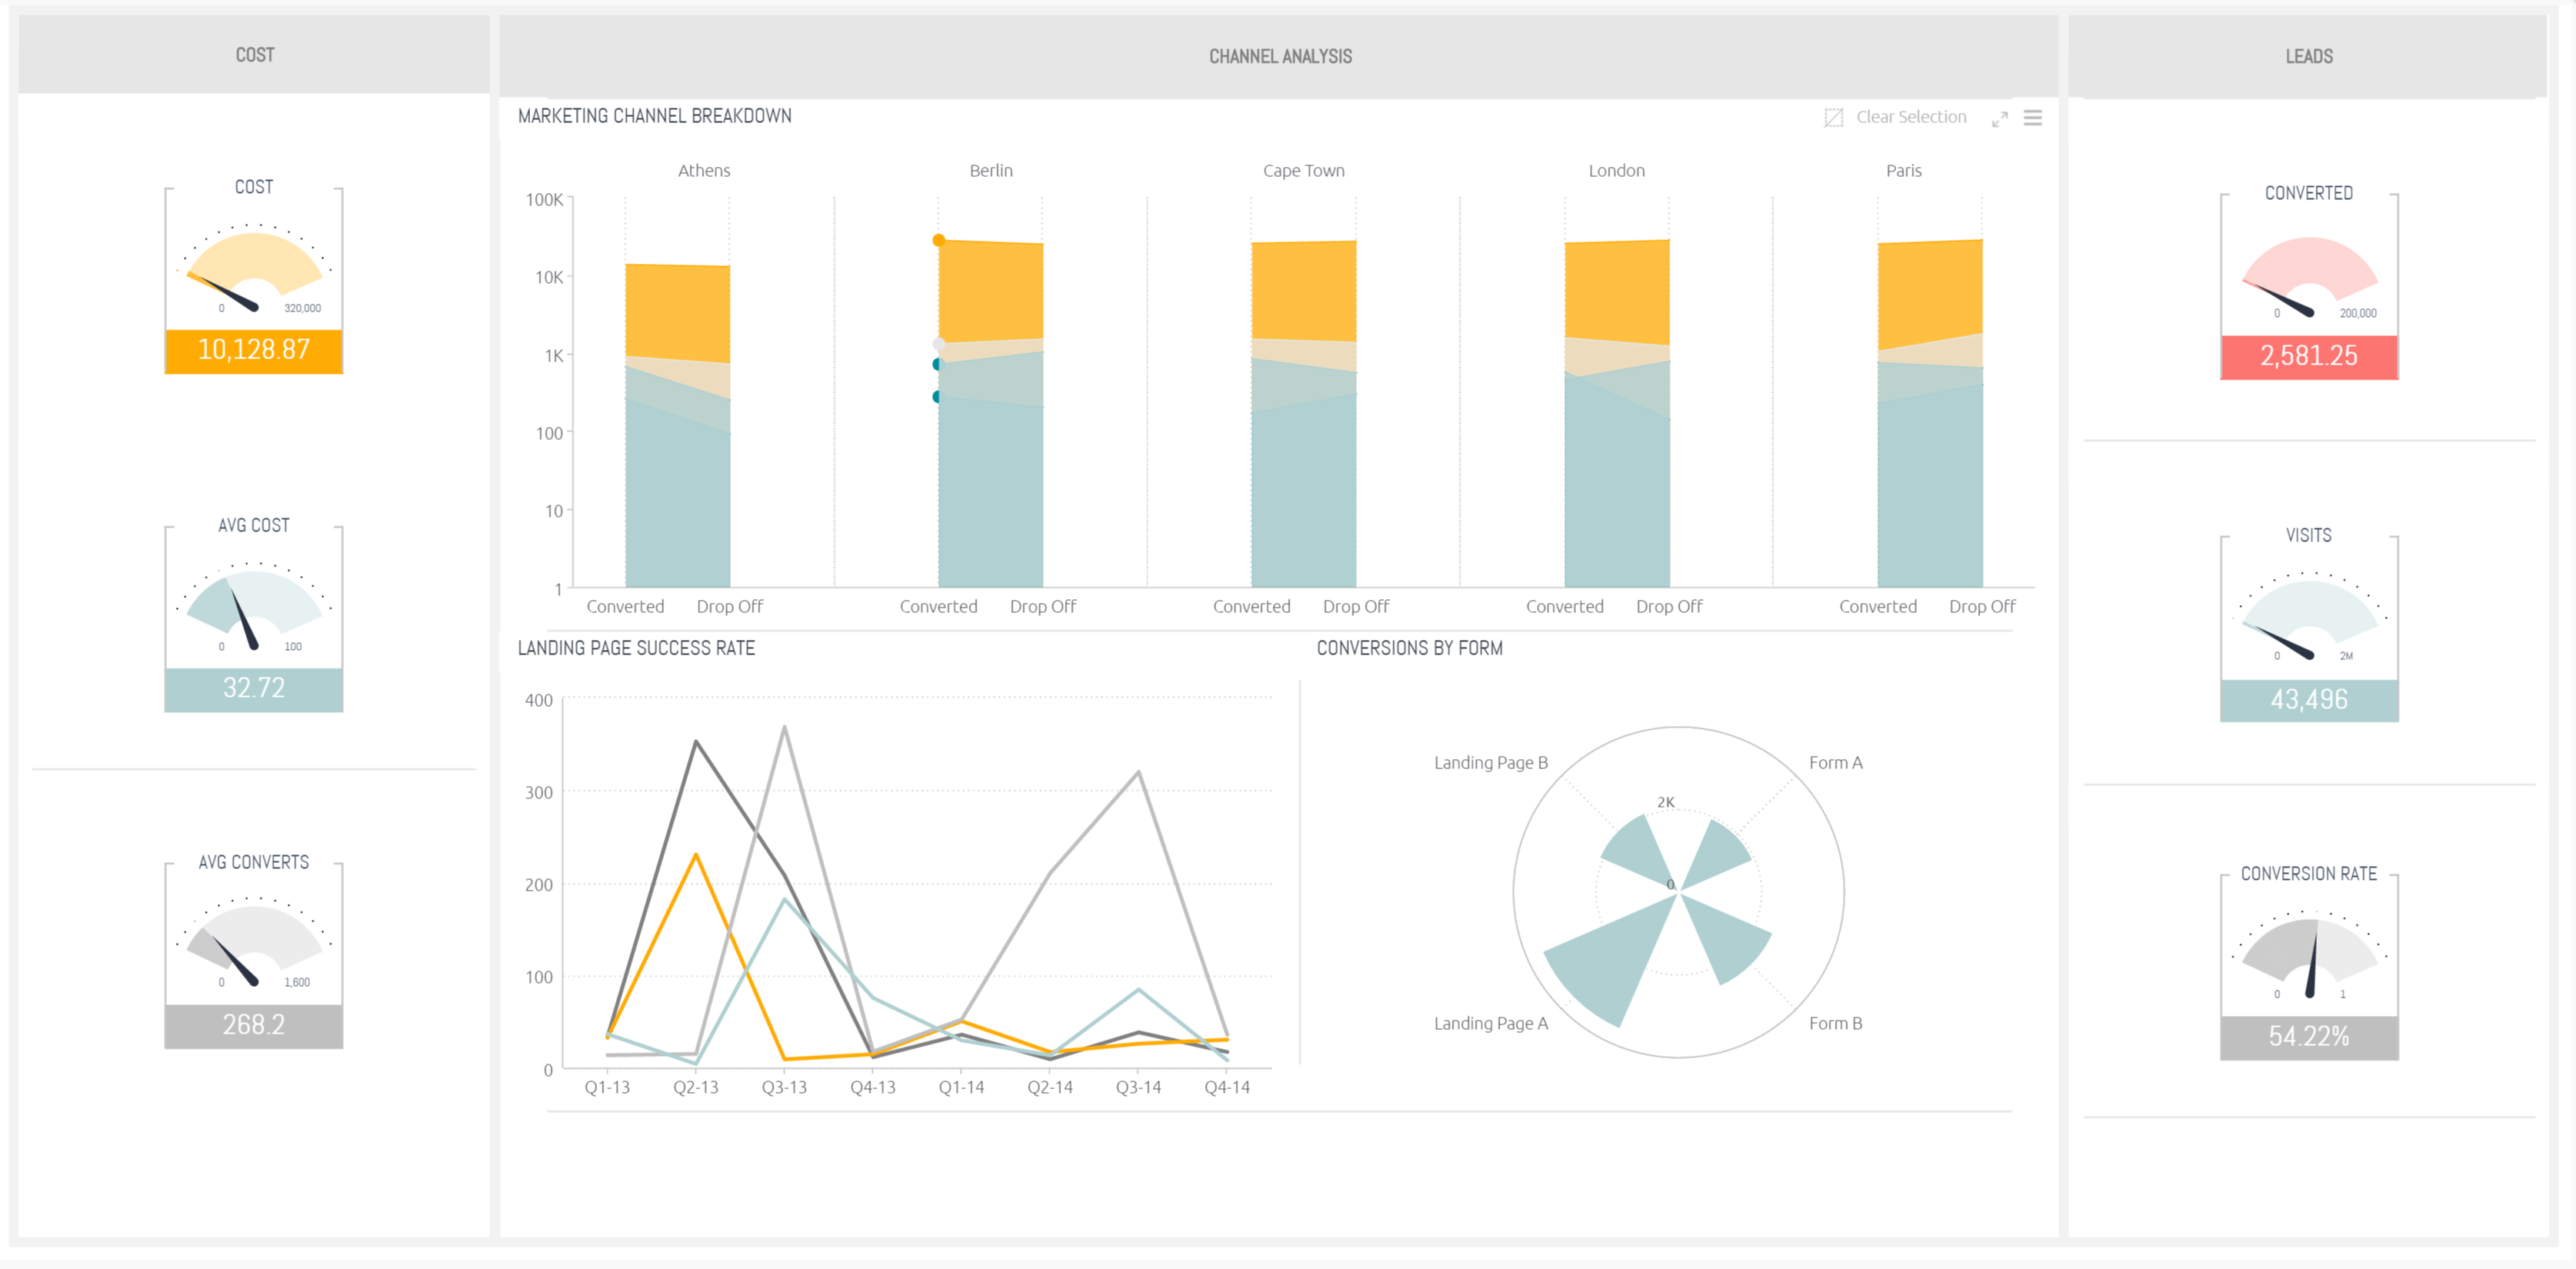 COST
CHANNEL ANALYSIS
LEADS
COST
0 320,000
10,128.87
AVG COST
0 100
32.72
AVG CONVERTS
0 1,600
268.2
MARKETING CHANNEL BREAKDOWN
Clear Selection
Athens Berlin Cape Town London Paris
100K
10K
1K
100
10
1
Converted Drop Off Converted Drop Off Converted Drop Off Converted Drop Off Converted Drop Off
LANDING PAGE SUCCESS RATE
400
300
200
100
0
Q1-13 Q2-13 Q3-13 Q4-13 Q1-14 Q2-14 Q3-14 Q4-14
CONVERSIONS BY FORM
Landing Page B Form A
2K
0
Landing Page A Form B
CONVERTED
0 200,000
2,581.25
VISITS
0 2M
43,496
CONVERSION RATE
0 1
54.22%